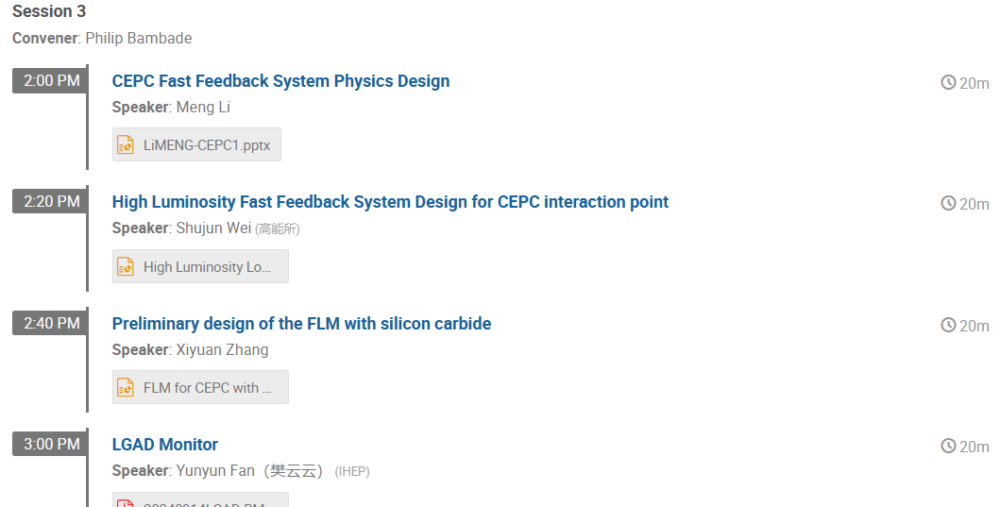 Session 3
Convener: Philip Bambade
2:00 PM CEPC Fast Feedback System Physics Design 20m
Speaker: Meng Li
LiMENG-CEPC1.pptx
2:20 PM High Luminosity Fast Feedback System Design for CEPC interaction point 20m
Speaker: Shujun Wei (高能所)
High Luminosity Lo...
2:40 PM Preliminary design of the FLM with silicon carbide 20m
Speaker: Xiyuan Zhang
FLM for CEPC with ...
3:00 PM LGAD Monitor 20m
Speaker: Yunyun Fan（樊云云） (IHEP)